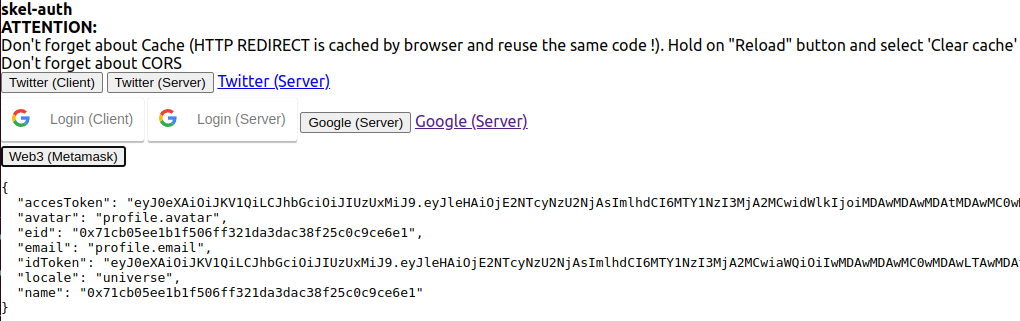 skel-auth
ATTENTION:
Don't forget about Cache (HTTP REDIRECT is cached by browser and reuse the same code !). Hold on "Reload" button and select 'Clear cache'
Don't forget about CORS
Twitter (Client) Twitter (Server) Twitter (Server)
Login (Client) Login (Server) Google (Server) Google (Server)
Web3 (Metamask)
{
"accesToken": "eyJ0eXAiOiJKV1QiLCJhbGciOiJIUzUxMiJ9.eyJleHAiOjE2NTcyNzU2NjAsImlhdCI6MTY1NzI3MjA2MCwidWlkIjoiMDAwMDAwMDAtMDAwMC0wM
"avatar": "profile.avatar",
"eid": "0x71cb05ee1b1f506ff321da3dac38f25c0c9ce6e1",
"email": "profile.email",
"idToken": "eyJ0eXAiOiJKV1QiLCJhbGciOiJIUzUxMiJ9.eyJleHAiOjE2NTcyNzU2NjAsImlhdCI6MTY1NzI3MjA2MCwiaWQiOiIwMDAwMDAwMC0wMDAwLTAwMDAt
"locale": "universe",
"name": "0x71cb05ee1b1f506ff321da3dac38f25c0c9ce6e1"
}